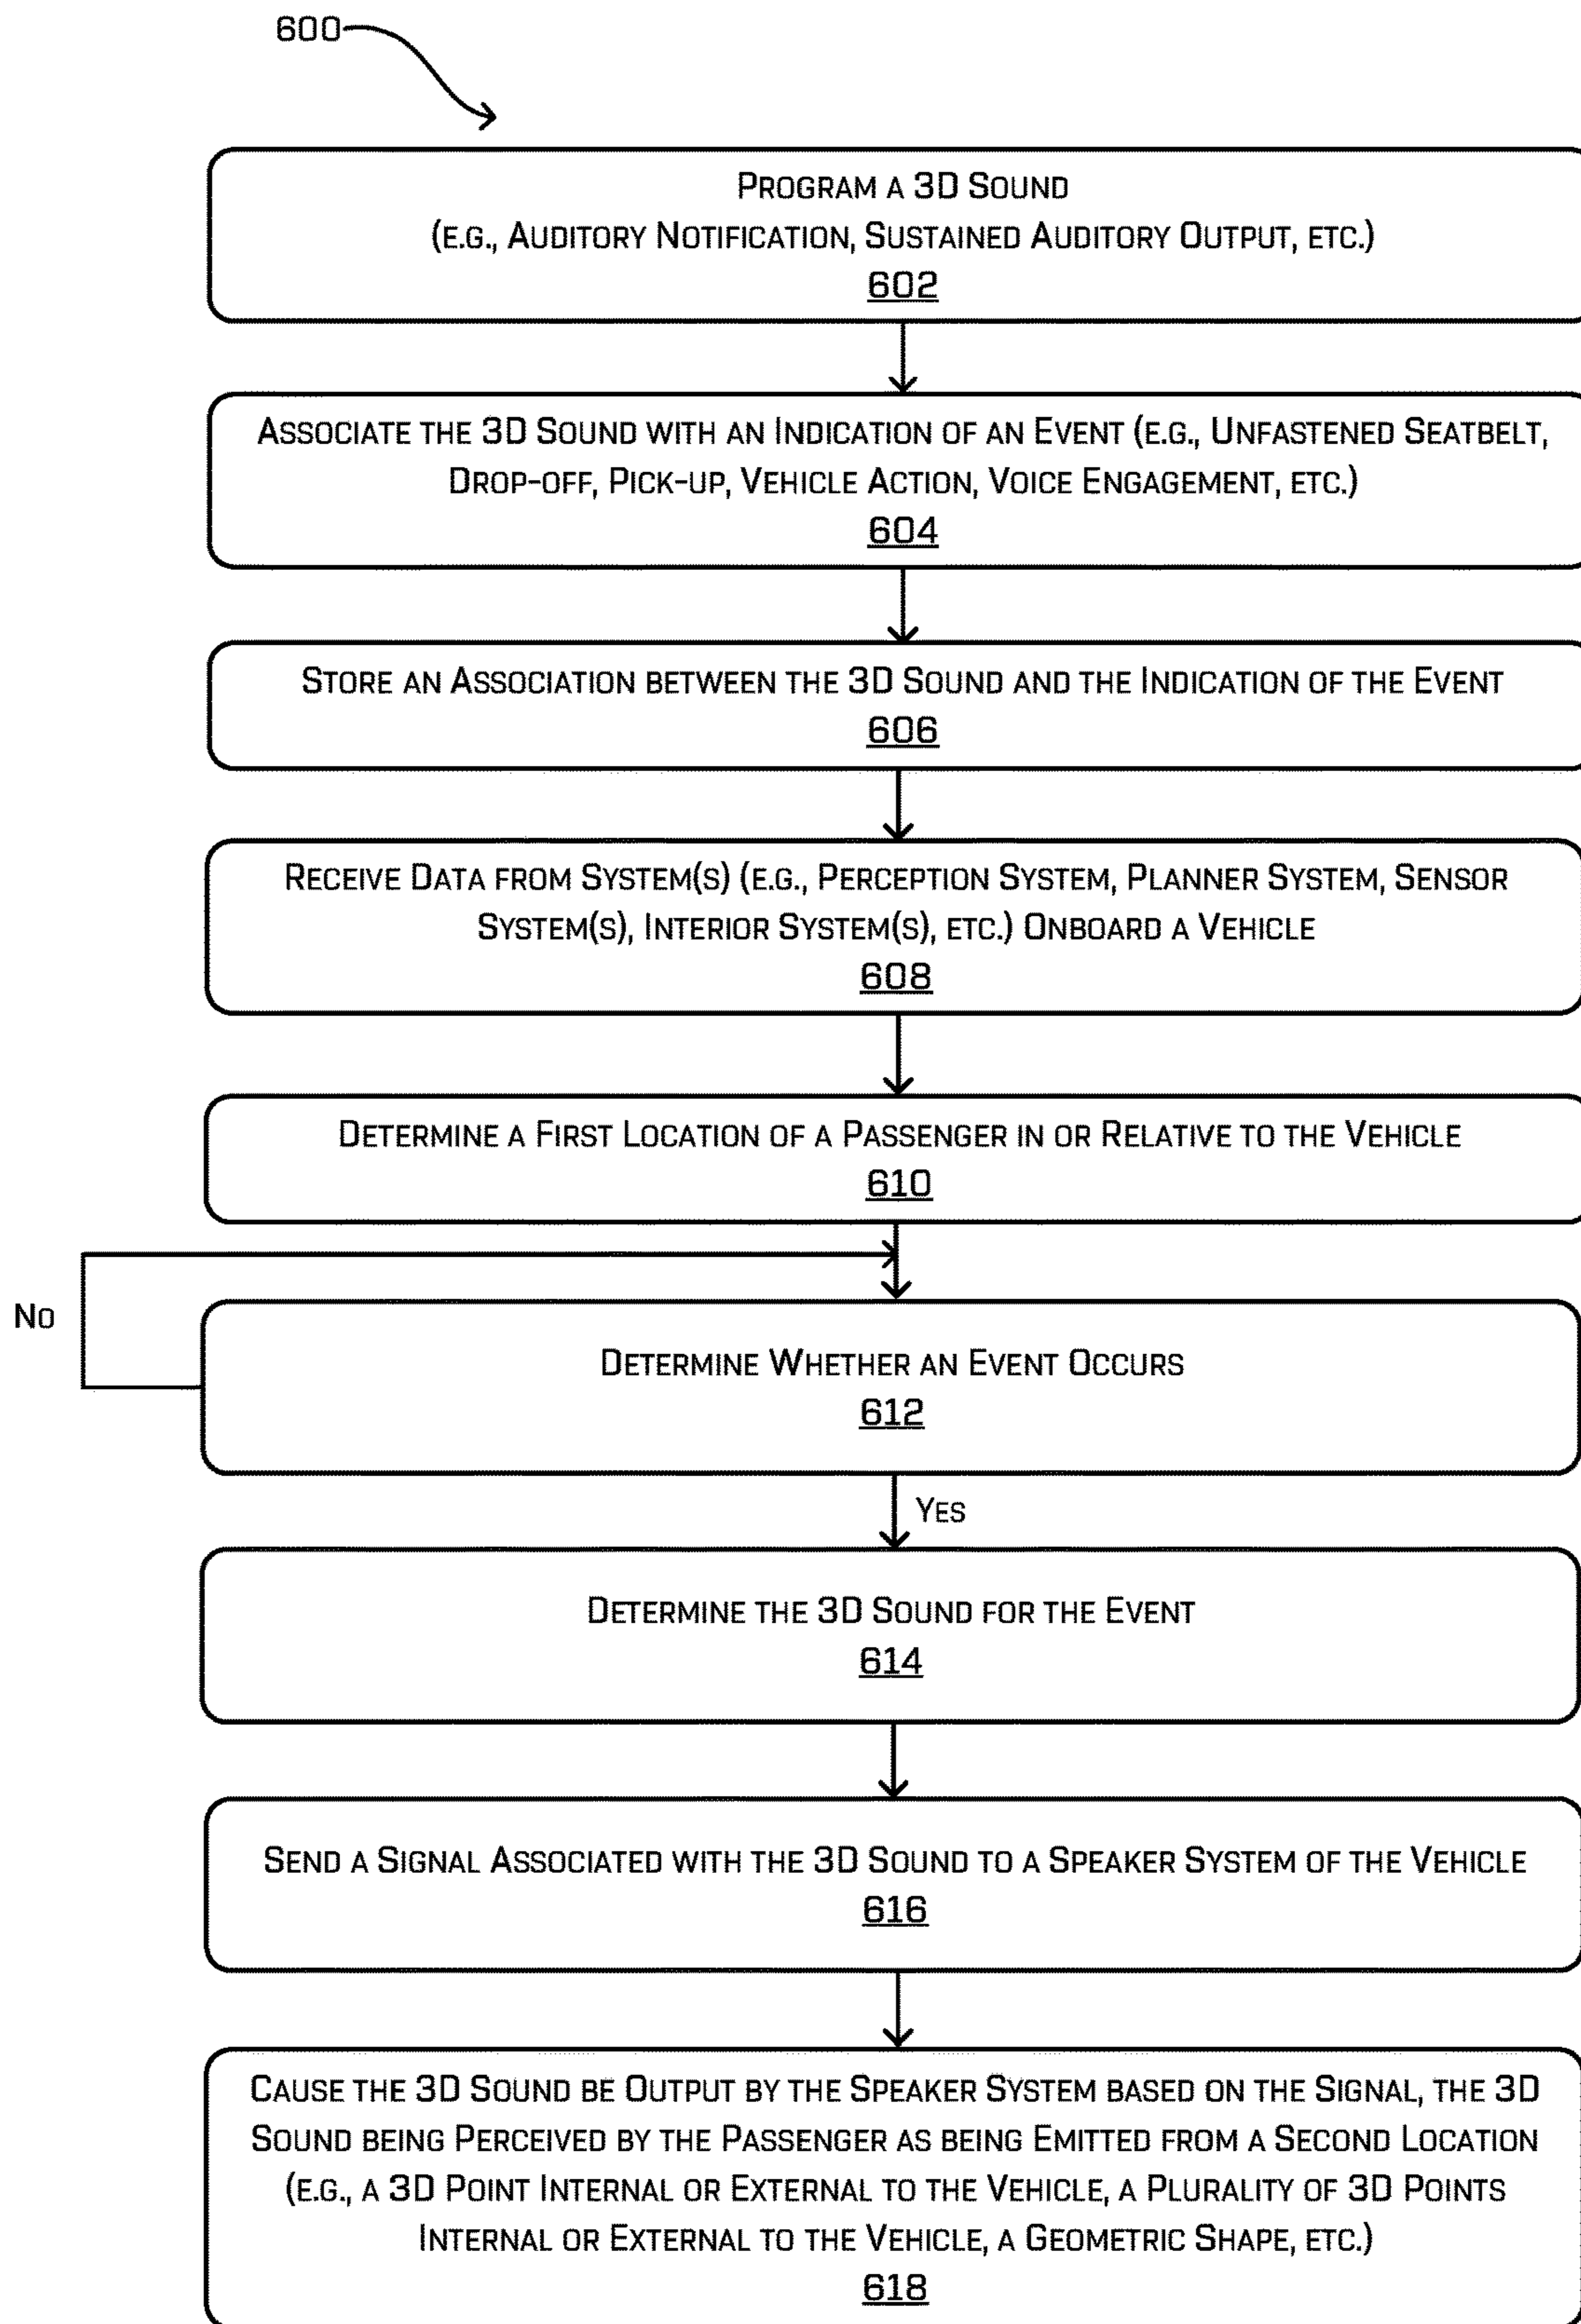 600
Program a 3D Sound
(e.g., Auditory Notification, Sustained Auditory Output, etc.)
602
Associate the 3D Sound with an Indication of an Event (e.g., Unfastened Seatbelt,
Drop-off, Pick-up, Vehicle Action, Voice Engagement, etc.)
604
Store an Association between the 3D Sound and the Indication of the Event
606
Receive Data from System(s) (e.g., Perception System, Planner System, Sensor
System(s), Interior System(s), etc.) Onboard a Vehicle
608
Determine a First Location of a Passenger in or Relative to the Vehicle
610
No
Determine Whether an Event Occurs
612
Yes
Determine the 3D Sound for the Event
614
Send a Signal Associated with the 3D Sound to a Speaker System of the Vehicle
616
Cause the 3D Sound be Output by the Speaker System based on the Signal, the 3D
Sound being Perceived by the Passenger as being Emitted from a Second Location
(e.g., a 3D Point Internal or External to the Vehicle, a Plurality of 3D Points
Internal or External to the Vehicle, a Geometric Shape, etc.)
618